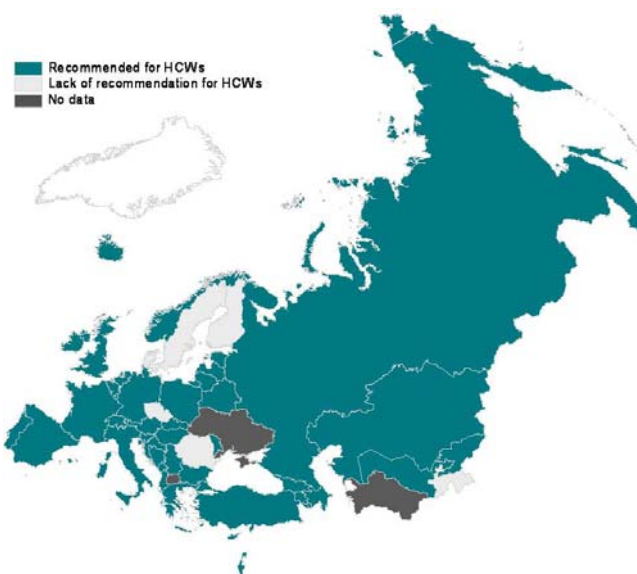 Recommended for HCWs
Lack of recommendation for HCWs
No data